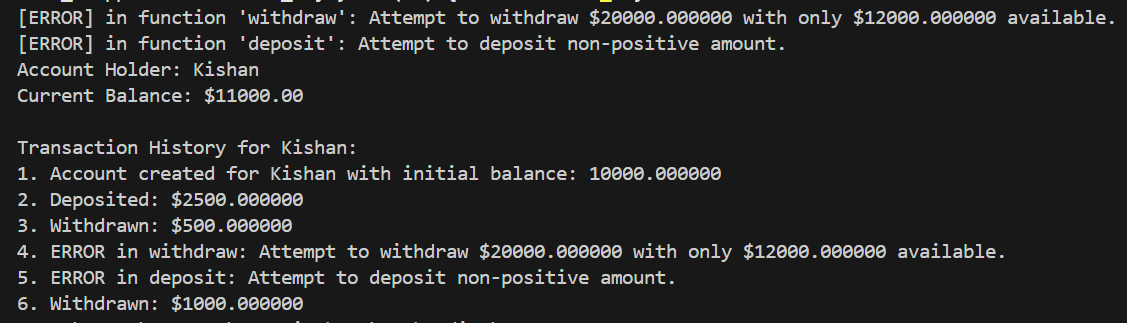 [ERROR] in function 'withdraw': Attempt to withdraw $20000.000000 with only $12000.000000 available.
[ERROR] in function 'deposit': Attempt to deposit non-positive amount.
Account Holder: Kishan
Current Balance: $11000.00
Transaction History for Kishan:
1. Account created for Kishan with initial balance: 10000.000000
2. Deposited: $2500.000000
3. Withdrawn: $500.000000
4. ERROR in withdraw: Attempt to withdraw $20000.000000 with only $12000.000000 available.
5. ERROR in deposit: Attempt to deposit non-positive amount.
6. Withdrawn: $1000.000000